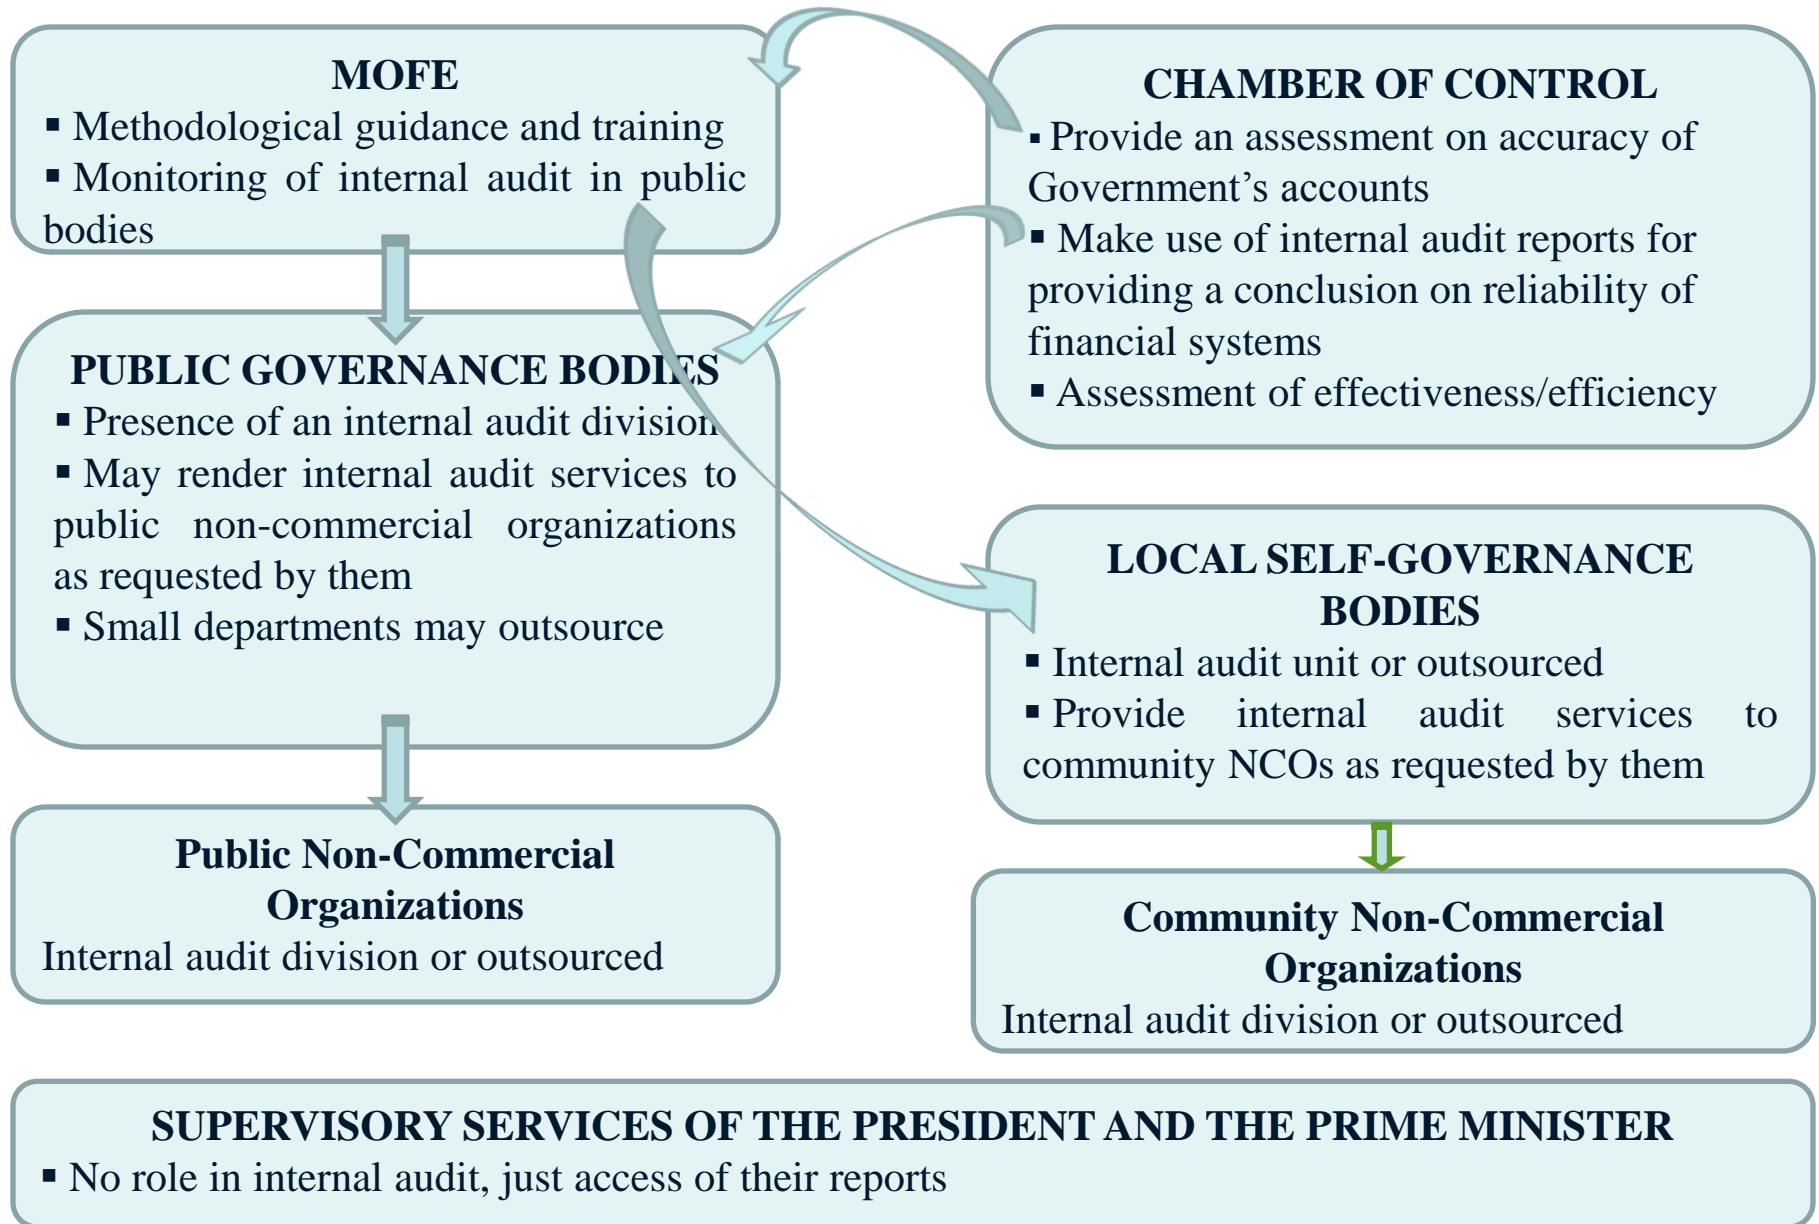 MOFE
▪ Methodological guidance and training
▪ Monitoring of internal audit in public
bodies
CHAMBER OF CONTROL
▪ Provide an assessment on accuracy of
Government’s accounts
▪ Make use of internal audit reports for
providing a conclusion on reliability of
financial systems
▪ Assessment of effectiveness/efficiency
PUBLIC GOVERNANCE BODIES
▪ Presence of an internal audit division
▪ May render internal audit services to
public non-commercial organizations
as requested by them
▪ Small departments may outsource
LOCAL SELF-GOVERNANCE
BODIES
▪ Internal audit unit or outsourced
▪ Provide internal audit services to
community NCOs as requested by them
Public Non-Commercial
Organizations
Internal audit division or outsourced
Community Non-Commercial
Organizations
Internal audit division or outsourced
SUPERVISORY SERVICES OF THE PRESIDENT AND THE PRIME MINISTER
▪ No role in internal audit, just access of their reports